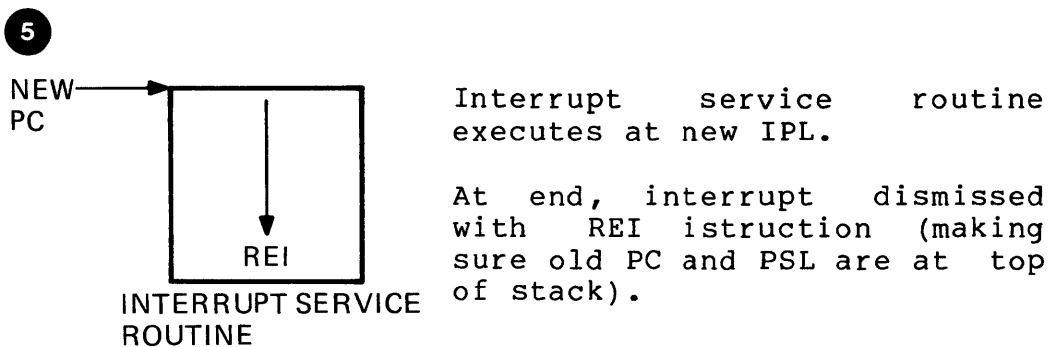 5
NEW
PC
REI
INTERRUPT SERVICE
ROUTINE
Interrupt service routine
executes at new IPL.
At end, interrupt dismissed
with REI istruction (making
sure old PC and PSL are at top
of stack).